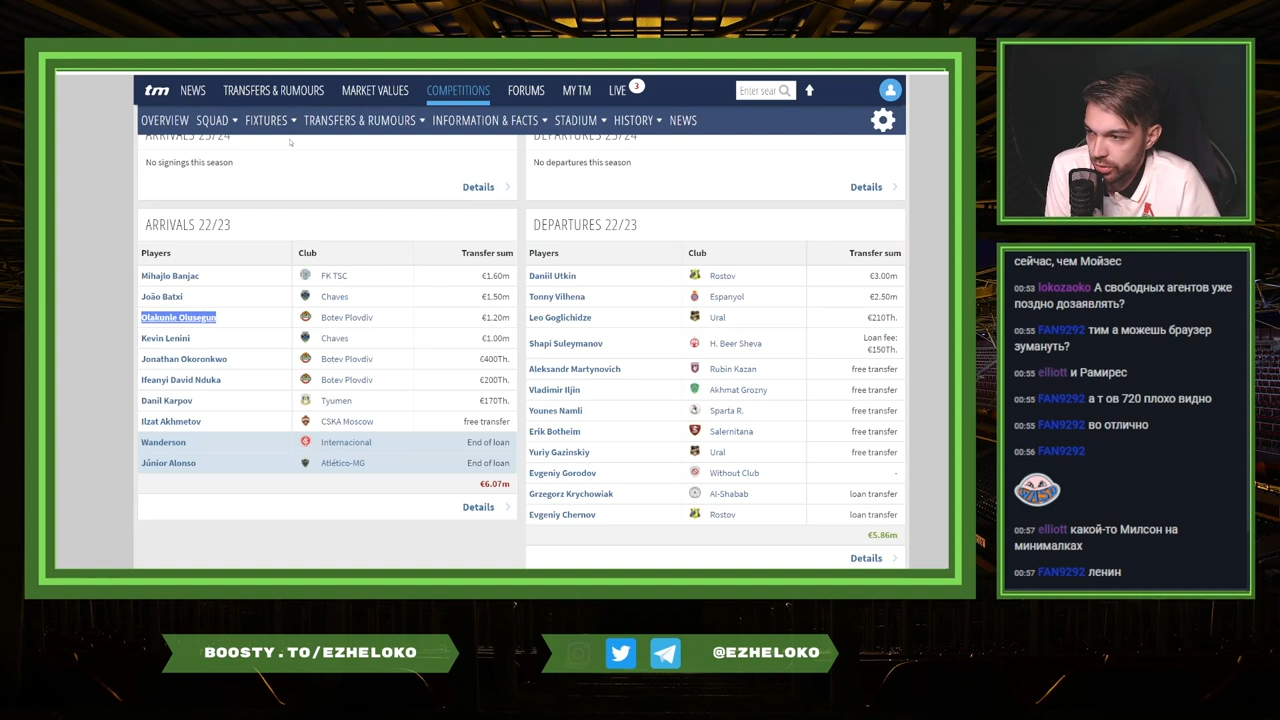 tm NEWS TRANSFERS & RUMOURS MARKET VALUES COMPETITIONS FORUMS MY TM LIVE 3 Enter sear
OVERVIEW SQUAD FIXTURES TRANSFERS & RUMOURS INFORMATION & FACTS STADIUM HISTORY NEWS
ARRIVALS 23/24
No signings this season
Details
DEPARTURES 23/24
No departures this season
Details
ARRIVALS 22/23
Players Club Transfer sum
Mihajlo Banjac FK TSC €1.60m
João Batxi Chaves €1.50m
Olakunle Olusegun Botev Plovdiv €1.20m
Kevin Lenini Chaves €1.00m
Jonathan Okoronkwo Botev Plovdiv €400Th.
Ifeanyi David Nduka Botev Plovdiv €200Th.
Danil Karpov Tyumen €170Th.
Ilzat Akhmetov CSKA Moscow free transfer
Wanderson Internacional End of loan
Júnior Alonso Atlético-MG End of loan
€6.07m
Details
DEPARTURES 22/23
Players Club Transfer sum
Daniil Utkin Rostov €3.00m
Tonny Vilhena Espanyol €2.50m
Leo Goglichidze Ural €210Th.
Shapi Suleymanov H. Beer Sheva Loan fee:
€150Th.
Aleksandr Martynovich Rubin Kazan free transfer
Vladimir Iljin Akhmat Grozny free transfer
Younes Namli Sparta R. free transfer
Erik Botheim Salernitana free transfer
Yuriy Gazinskiy Ural free transfer
Evgeniy Gorodov Without Club -
Grzegorz Krychowiak Al-Shabab loan transfer
Evgeniy Chernov Rostov loan transfer
€5.86m
Details
сейчас, чем Мойзес
00:53 lokozaoko А свободных агентов уже
поздно дозаявлять?
00:55 FAN9292 тим а можешь браузер
зумануть?
00:55 elliott и Рамирес
00:55 FAN9292 а т ов 720 плохо видно
00:55 FAN9292 во отлично
00:56 FAN9292
00:57 elliott какой-то Милсон на
минималках
00:57 FAN9292 ленин
BOOSTY.TO/EZHELOKO
@EZHELOKO